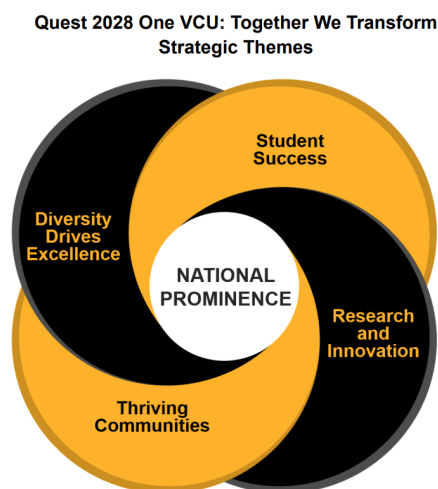 Quest 2028 One VCU: Together We Transform
Strategic Themes
Student
Success
Diversity
Drives
Excellence
NATIONAL
PROMINENCE
Research
and
Innovation
Thriving
Communities